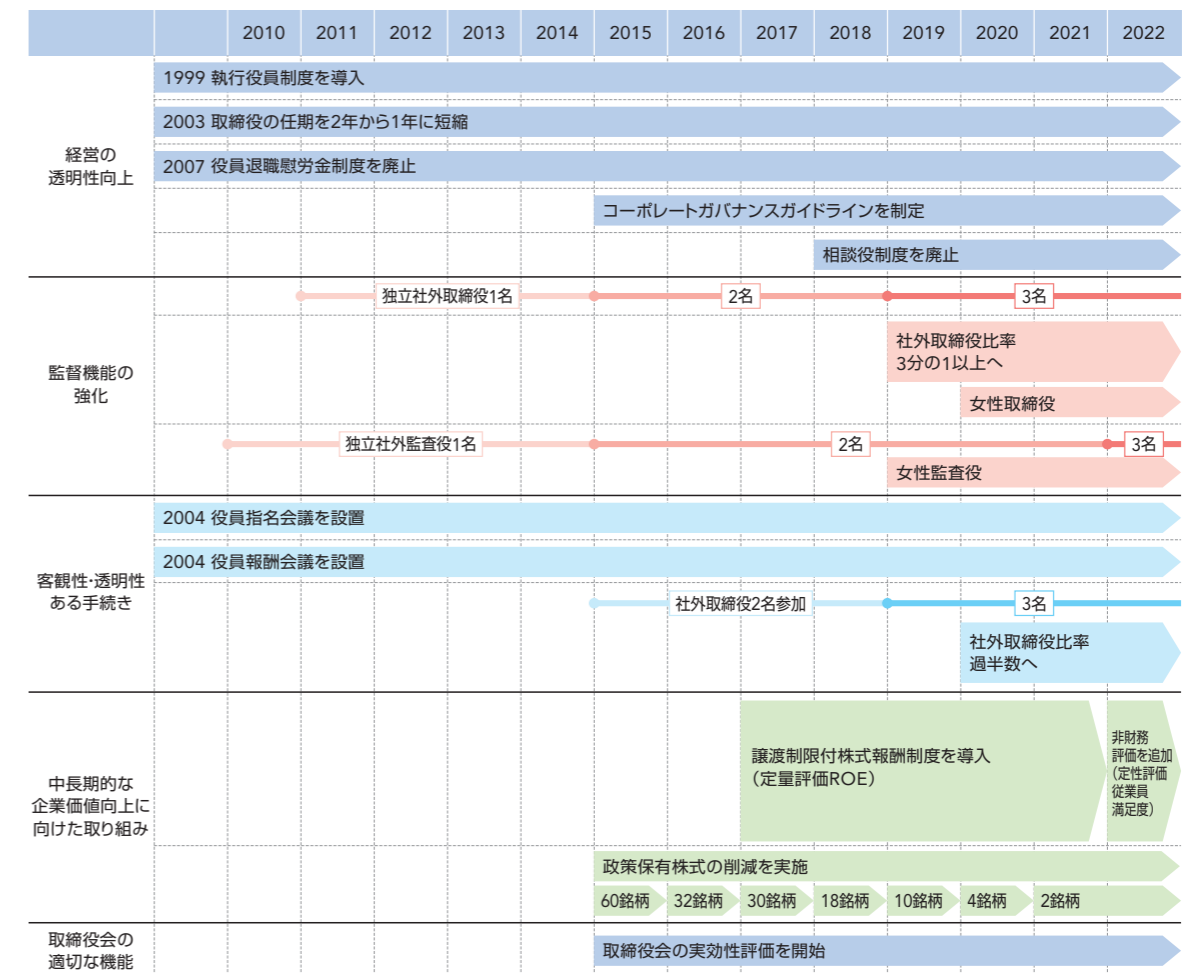 2010 2011 2012 2013 2014 2015 2016 2017 2018 2019 2020 2021 2022
経営の
透明性向上
1999 執行役員制度を導入
2003 取締役の任期を2年から1年に短縮
2007 役員退職慰労金制度を廃止
コーポレートガバナンスガイドラインを制定
相談役制度を廃止
監督機能の
強化
独立社外取締役1名 2名 3名
社外取締役比率
3分の1以上へ
女性取締役
独立社外監査役1名 2名 3名
女性監査役
客観性・透明性
ある手続き
2004 役員指名会議を設置
2004 役員報酬会議を設置
社外取締役2名参加 3名
社外取締役比率
過半数へ
中長期的な
企業価値向上に
向けた取り組み
譲渡制限付株式報酬制度を導入
（定量評価ROE）
非財務
評価を追加
（定性評価
従業員
満足度）
政策保有株式の削減を実施
60銘柄 32銘柄 30銘柄 18銘柄 10銘柄 4銘柄 2銘柄
取締役会の
適切な機能
取締役会の実効性評価を開始